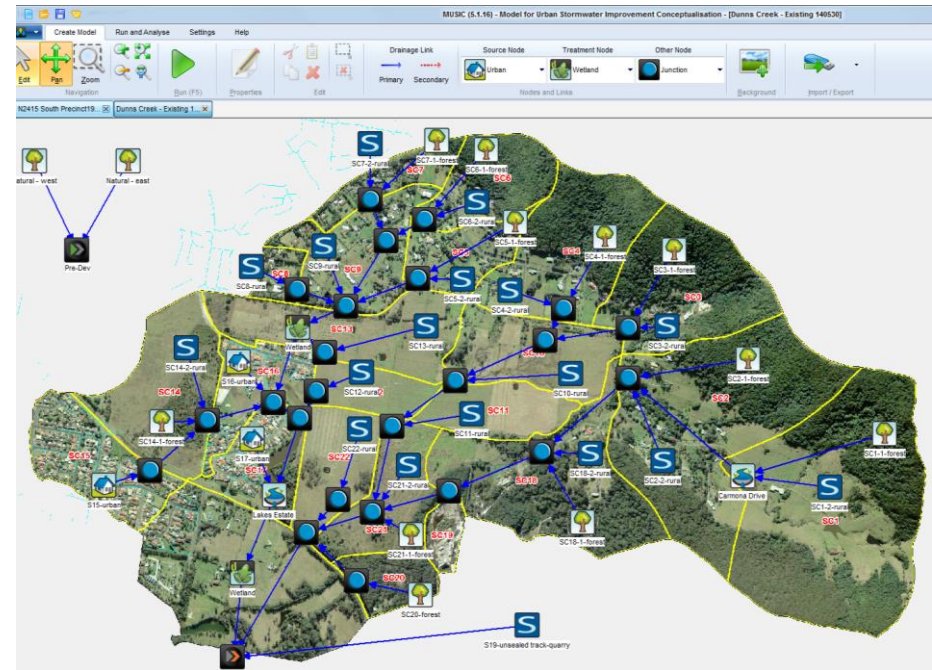 MUSIC (5.1.16) - Model for Urban Stormwater Improvement Conceptualisation - [Dunns Creek - Existing 140530]
Create Model Run and Analyse Settings Help
Drainage Link Source Node Treatment Node Other Node
Urban Wetland Junction
Edit Pan Zoom Run (F5) Properties Primary Secondary Background Import / Export
Navigation Edit Nodes and Links
N2415 South Precinct19... Dunns Creek - Existing 1...
SC7-2-rural SC7-1-forest
SC7
SC6-1-forest
SC6
atural - west Natural - east
SC6-2-rural
SC5-1-forest
Pre-Dev
SC9-rural
SC4-1-forest
SC3-1-forest
SC8 SC9
SC8-rural
SC5-2-rural
SC4-2-rural
SC3-2-rural
Wetland SC13
SC13-rural
SC14-2-rural
S16-urban SC16
SC2-1-forest
SC14
SC12-rural
SC10-rural
SC2
SC11
SC14-1-forest
SC11-rural
SC1-1-forest
SC15
S17-urban
SC22-rural
SC22
SC18-2-rural
SC2-2-rural
SC21-2-rural
SC18
Carmona Drive
SC1-2-rural
S15-urban
Lakes Estate
SC1
SC21
SC19
SC18-1-forest
SC21-1-forest
SC20
Wetland
SC20-forest
S19-unsealed track-quarry